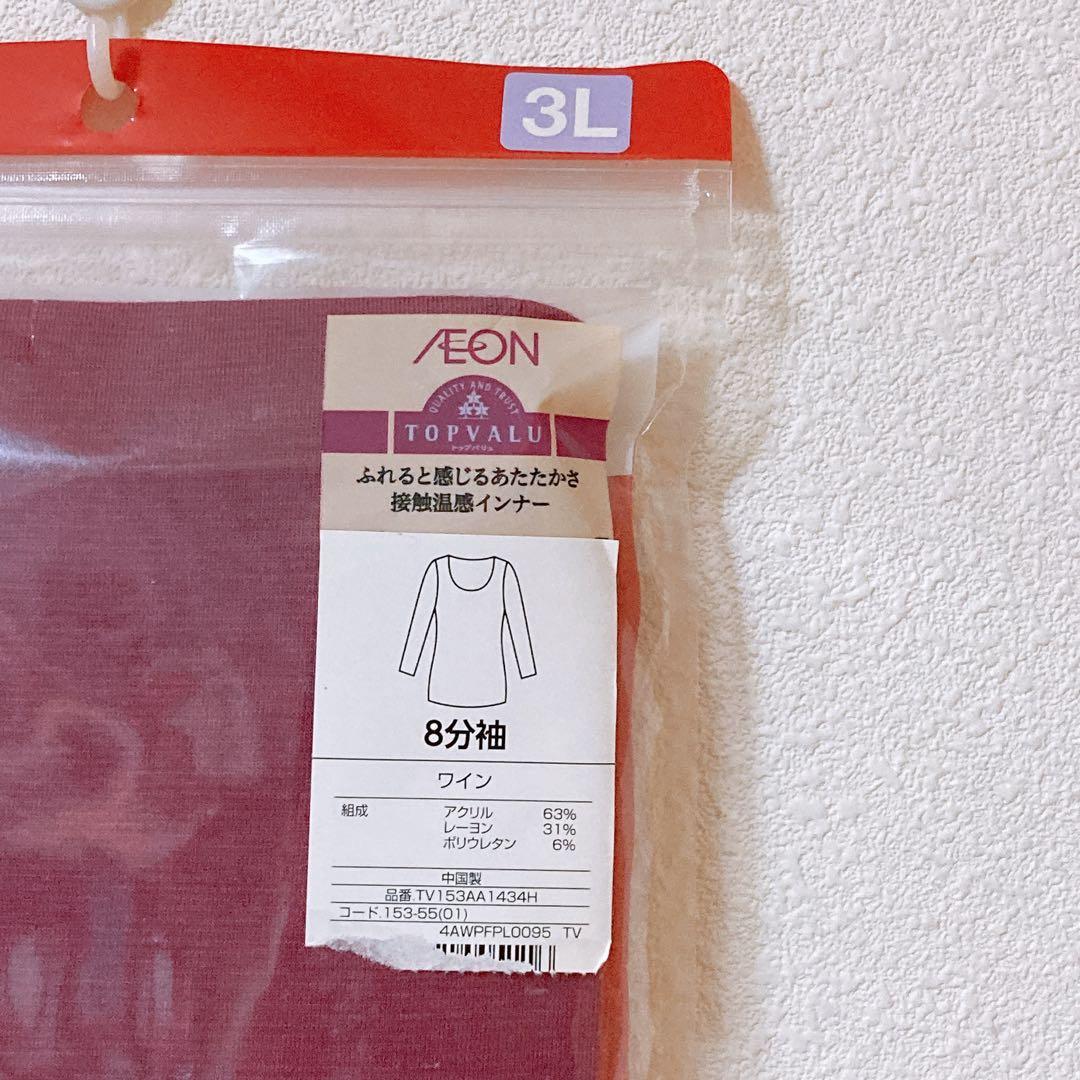 3L
ÆON
QUALITY AND TRUST
TOPVALU
トップバリュ
ふれると感じるあたたかさ
接触温感インナー
8分袖
ワイン
組成 アクリル 63%
レーヨン 31%
ポリウレタン 6%
中国製
品番.TV153AA1434H
コード.153-55(01)
4AWPFPL0095 TV